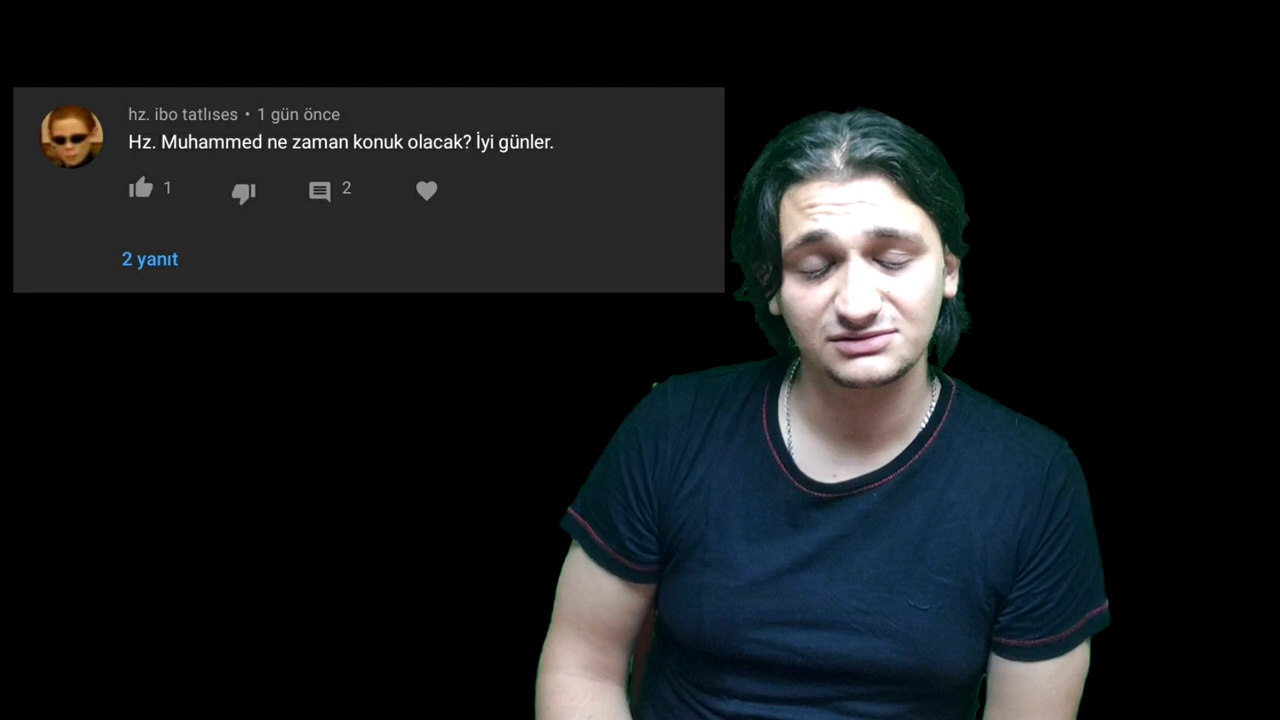 hz. ibo tatlıses • 1 gün önce
Hz. Muhammed ne zaman konuk olacak? İyi günler.
1 2
2 yanıt